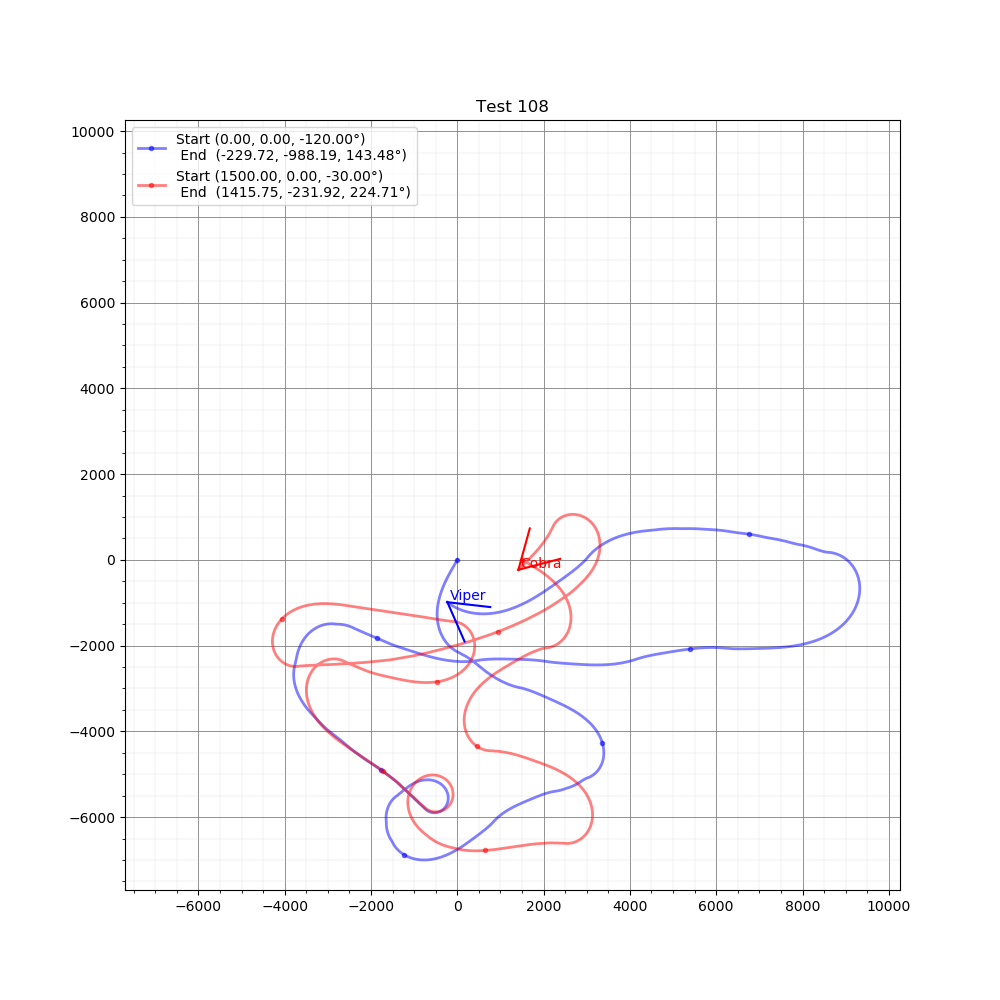 Test 108
Start (0.00, 0.00, -120.00°)
End  (-229.72, -988.19, 143.48°)
Start (1500.00, 0.00, -30.00°)
End  (1415.75, -231.92, 224.71°)
10000
8000
6000
4000
2000
0
−2000
−4000
−6000
Cobra
Viper
−6000 −4000 −2000 0 2000 4000 6000 8000 10000